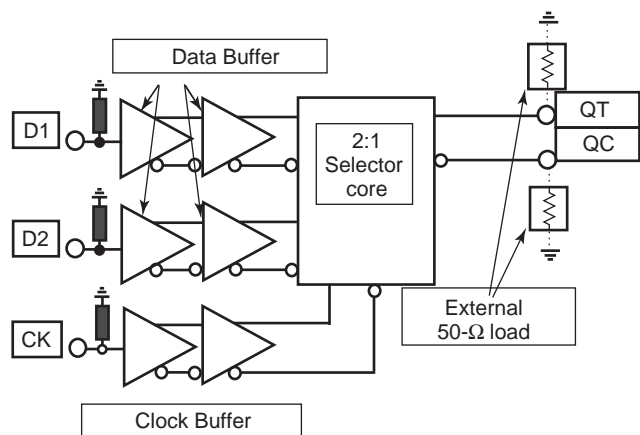 Data Buffer
D1
QT
QC
2:1
Selector
core
D2
External
50-Ω load
CK
Clock Buffer